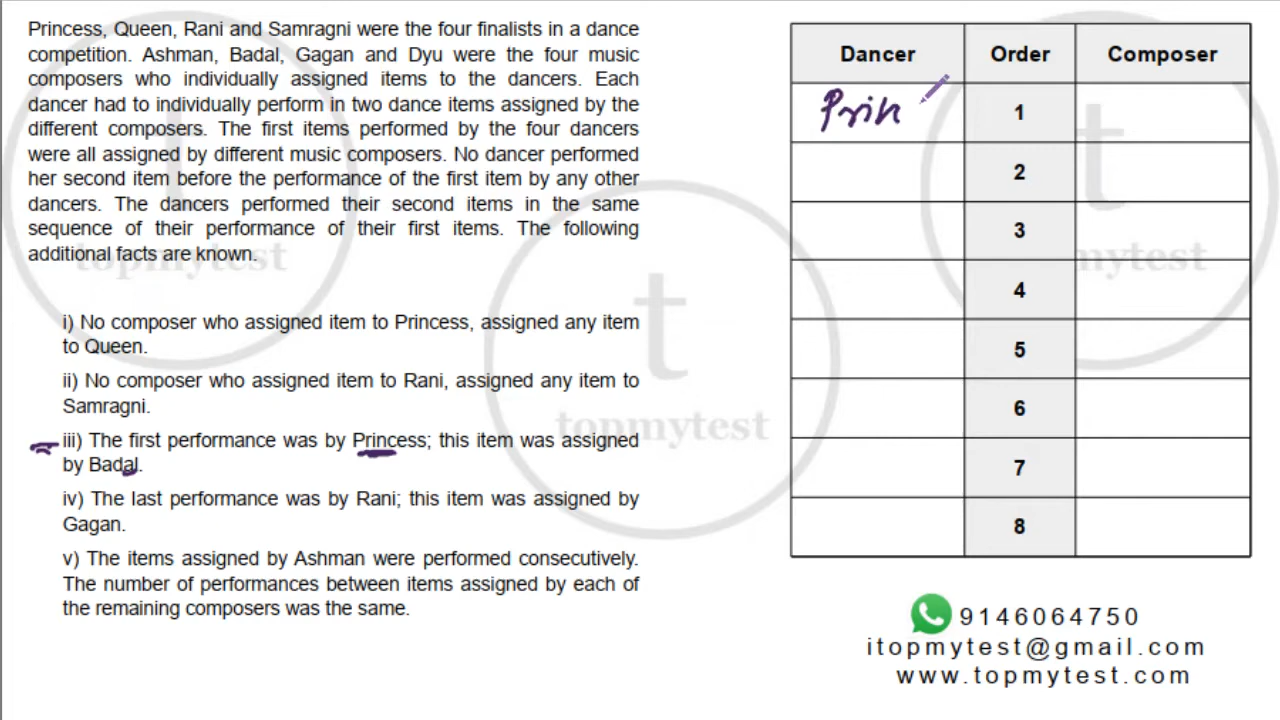 Princess, Queen, Rani and Samragni were the four finalists in a dance
competition. Ashman, Badal, Gagan and Dyu were the four music
composers who individually assigned items to the dancers. Each
dancer had to individually perform in two dance items assigned by the
different composers. The first items performed by the four dancers
were all assigned by different music composers. No dancer performed
her second item before the performance of the first item by any other
dancers. The dancers performed their second items in the same
sequence of their performance of their first items. The following
additional facts are known.
i) No composer who assigned item to Princess, assigned any item
to Queen.
ii) No composer who assigned item to Rani, assigned any item to
Samragni.
iii) The first performance was by Princess; this item was assigned
by Badal.
iv) The last performance was by Rani; this item was assigned by
Gagan.
v) The items assigned by Ashman were performed consecutively.
The number of performances between items assigned by each of
the remaining composers was the same.
Dancer Order Composer
Prin 1
2
3
4
5
6
7
8
9146064750
itopmytest@gmail.com
www.topmytest.com
t
topmytest
t
topmytest
t
mytest